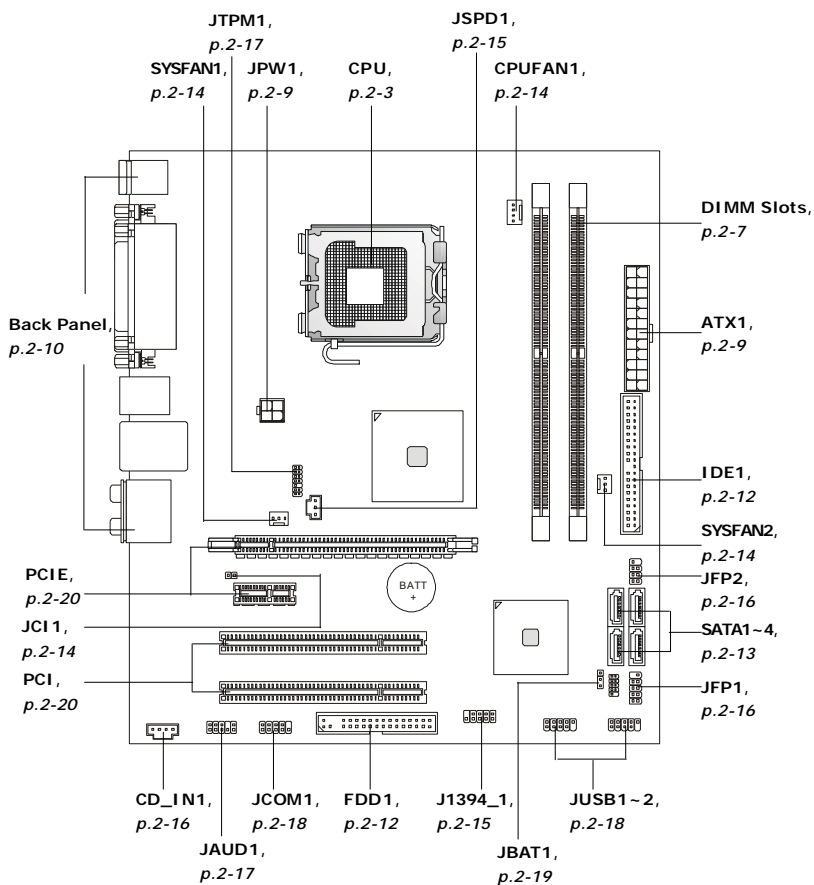 JTPM1,
p.2-17
JSPD1,
p.2-15
SYSFAN1,
p.2-14
JPW1,
p.2-9
CPU,
p.2-3
CPUFAN1,
p.2-14
DIMM Slots,
p.2-7
Back Panel,
p.2-10
ATX1,
p.2-9
IDE1,
p.2-12
SYSFAN2,
p.2-14
PCIE,
p.2-20
BATT
+
JFP2,
p.2-16
JCI1,
p.2-14
SATA1~4,
p.2-13
PCI,
p.2-20
JFP1,
p.2-16
CD_IN1,
p.2-16
JCOM1,
p.2-18
FDD1,
p.2-12
J1394_1,
p.2-15
JUSB1~2,
p.2-18
JAUD1,
p.2-17
JBAT1,
p.2-19